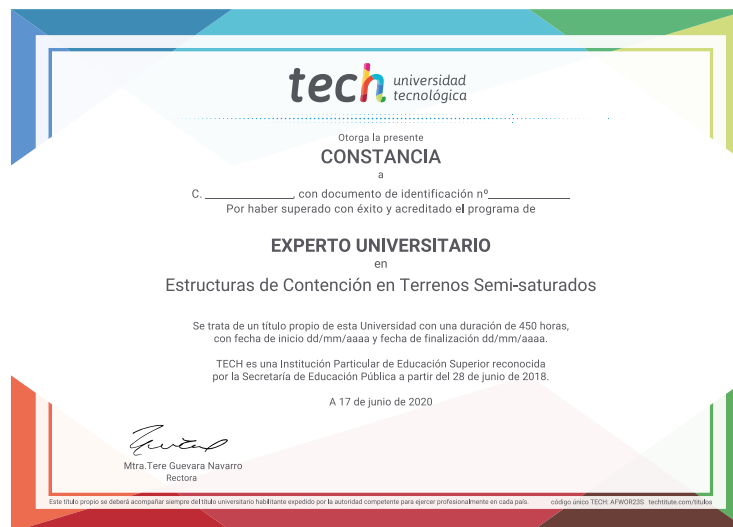 tech universidad
tecnológica
Otorga la presente
CONSTANCIA
a
C. ______________, con documento de identificación nº______________
Por haber superado con éxito y acreditado el programa de
EXPERTO UNIVERSITARIO
en
Estructuras de Contención en Terrenos Semi-saturados
Se trata de un título propio de esta Universidad con una duración de 450 horas,
con fecha de inicio dd/mm/aaaa y fecha de finalización dd/mm/aaaa.
TECH es una Institución Particular de Educación Superior reconocida
por la Secretaría de Educación Pública a partir del 28 de junio de 2018.
A 17 de junio de 2020
Mtra.Tere Guevara Navarro
Rectora
Este título propio se deberá acompañar siempre del título universitario habilitante expedido por la autoridad competente para ejercer profesionalmente en cada país. código único TECH: AFWOR23S techtitute.com/titulos